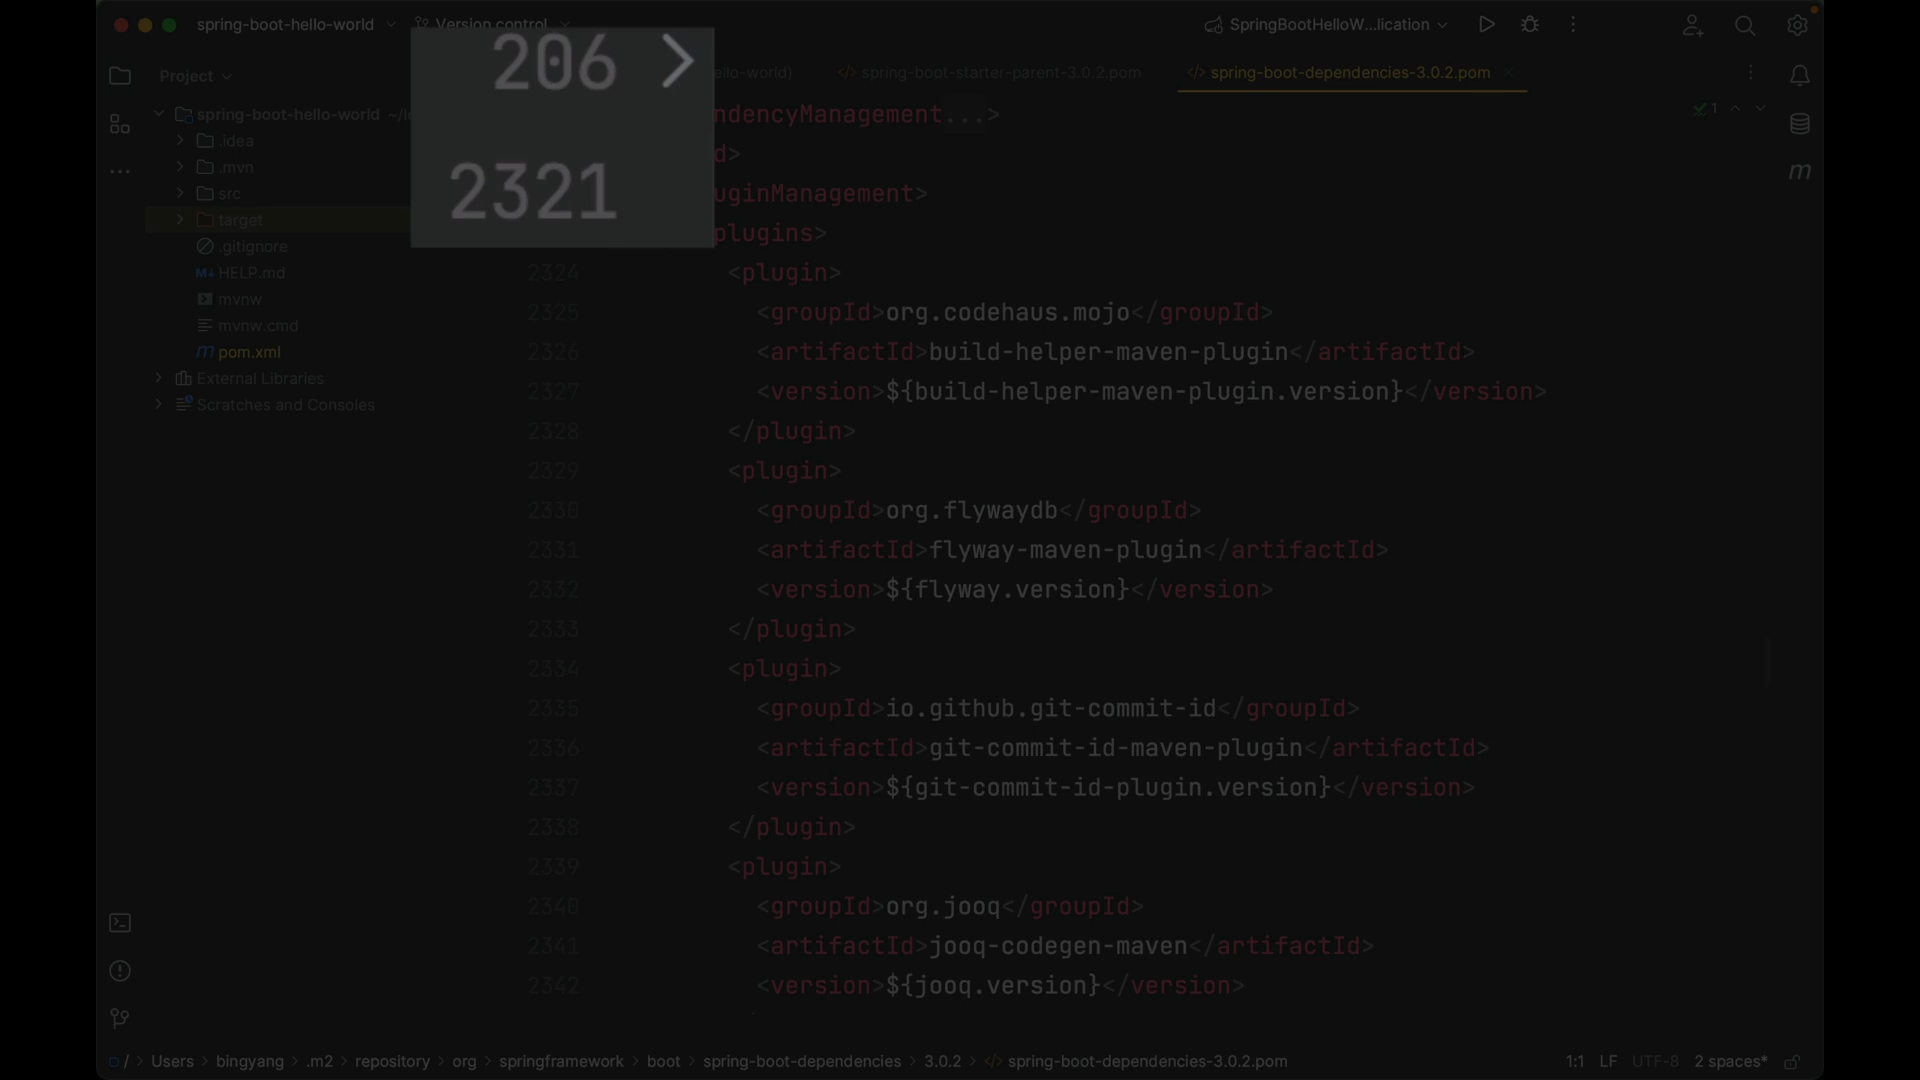 spring-boot-hello-world
Version control
SpringBootHelloW...lication
Project
ello-world)
spring-boot-starter-parent-3.0.2.pom
spring-boot-dependencies-3.0.2.pom
206
2321
spring-boot-hello-world
.idea
.mvn
src
target
.gitignore
M↓ HELP.md
mvnw
mvnw.cmd
m pom.xml
External Libraries
Scratches and Consoles
ndencyManagement...>
d>
uginManagement>
plugins>
2324 <plugin>
2325 <groupId>org.codehaus.mojo</groupId>
2326 <artifactId>build-helper-maven-plugin</artifactId>
2327 <version>${build-helper-maven-plugin.version}</version>
2328 </plugin>
2329 <plugin>
2330 <groupId>org.flywaydb</groupId>
2331 <artifactId>flyway-maven-plugin</artifactId>
2332 <version>${flyway.version}</version>
2333 </plugin>
2334 <plugin>
2335 <groupId>io.github.git-commit-id</groupId>
2336 <artifactId>git-commit-id-maven-plugin</artifactId>
2337 <version>${git-commit-id-plugin.version}</version>
2338 </plugin>
2339 <plugin>
2340 <groupId>org.jooq</groupId>
2341 <artifactId>jooq-codegen-maven</artifactId>
2342 <version>${jooq.version}</version>
1
m
/ > Users > bingyang > .m2 > repository > org > springframework > boot > spring-boot-dependencies > 3.0.2 > spring-boot-dependencies-3.0.2.pom
1:1 LF UTF-8 2 spaces*